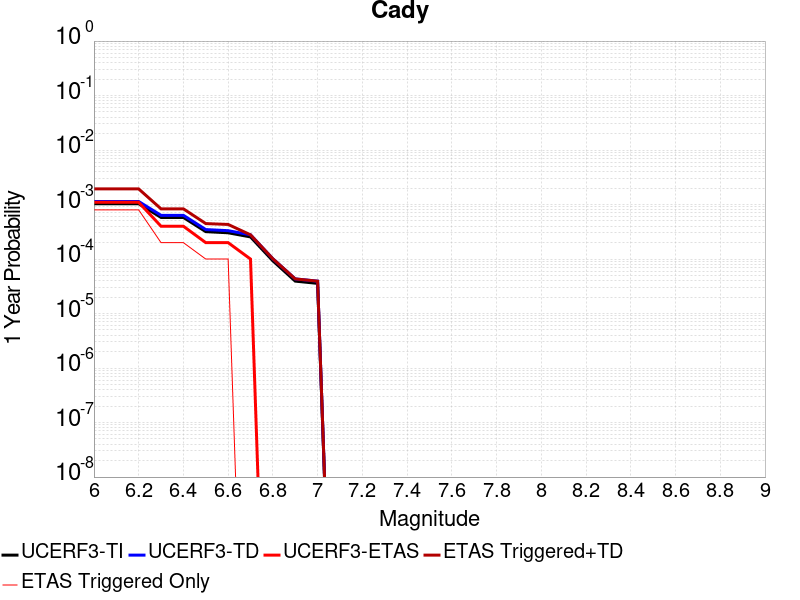 Cady
10^0
10^-1
10^-2
10^-3
10^-4
10^-5
10^-6
10^-7
10^-8
1 Year Probability
6 6.2 6.4 6.6 6.8 7 7.2 7.4 7.6 7.8 8 8.2 8.4 8.6 8.8 9
Magnitude
UCERF3-TI UCERF3-TD UCERF3-ETAS ETAS Triggered+TD
ETAS Triggered Only